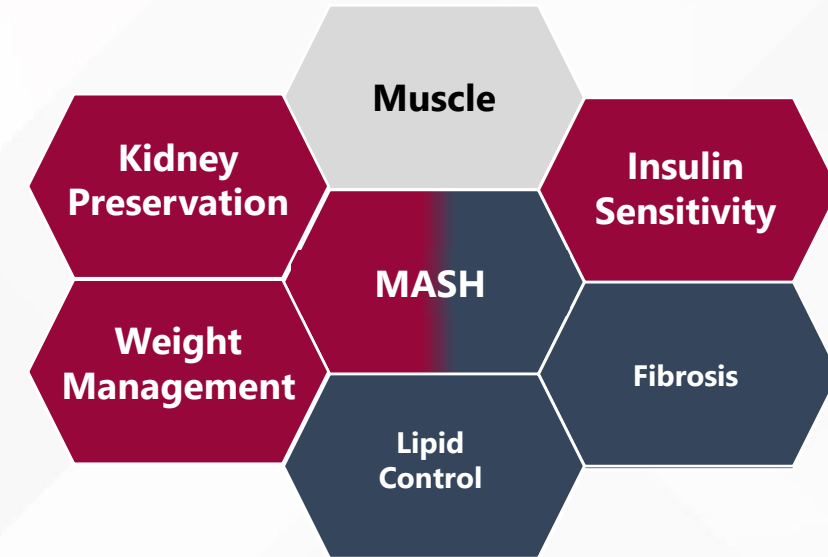 Muscle
Kidney
Preservation
Insulin
Sensitivity
MASH
Weight
Management
Fibrosis
Lipid
Control